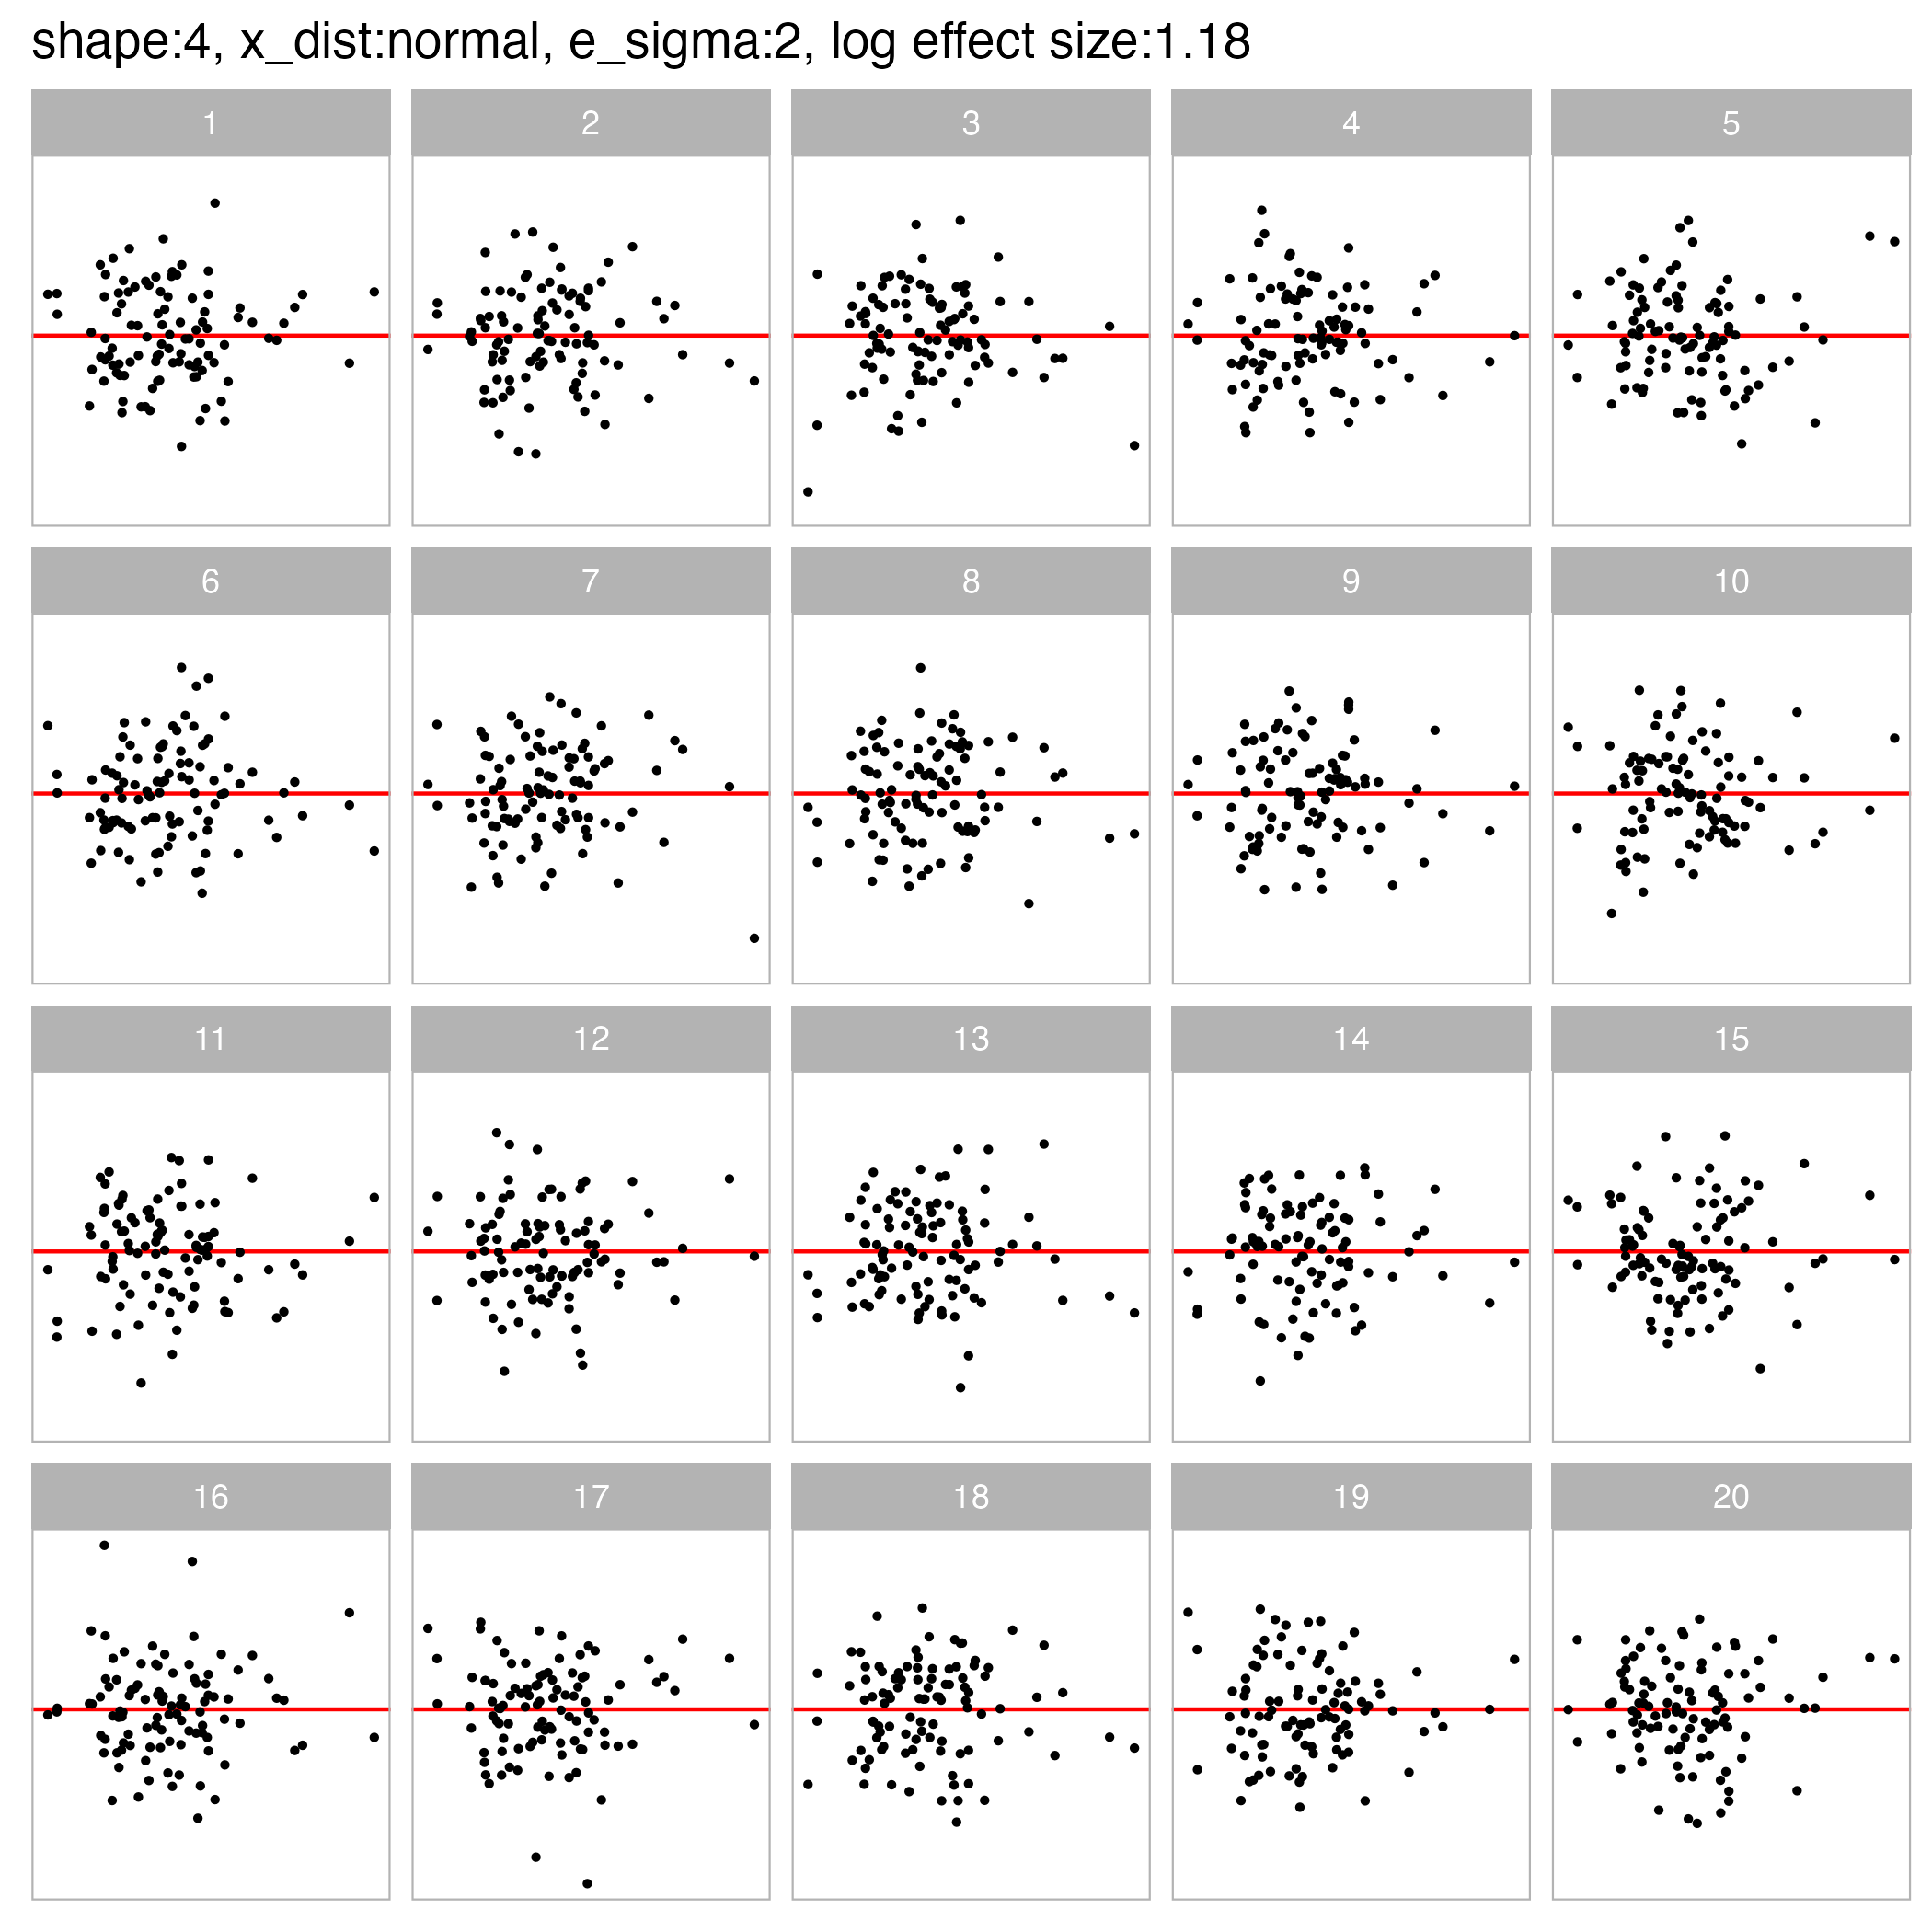 shape:4, x_dist:normal, e_sigma:2, log effect size:1.18
1 2 3 4 5
6 7 8 9 10
11 12 13 14 15
16 17 18 19 20